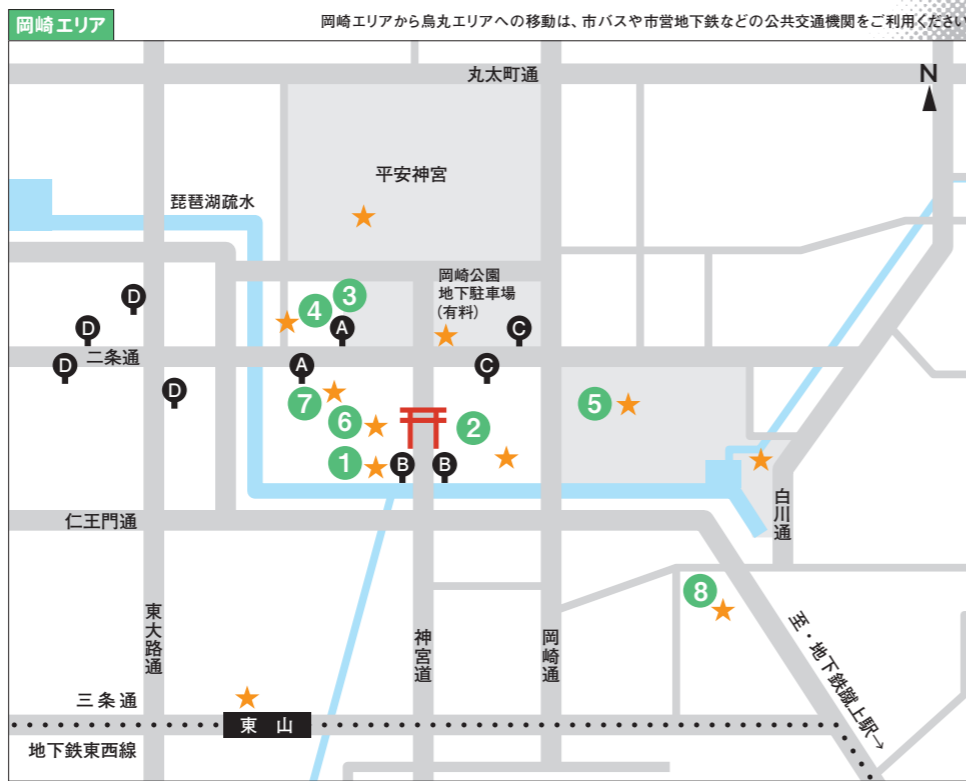 岡崎エリア
岡崎エリアから烏丸エリアへの移動は、市バスや市営地下鉄などの公共交通機関をご利用ください
丸太町通
N
平安神宮
琵琶湖疏水
岡崎公園
地下駐車場
(有料)
D
4
3
A
C
D
二条通
D
A
C
D
7
5
6
2
1
B
B
仁王門通
白川通
8
東大路通
神宮道
岡崎通
至・地下鉄蹴上駅→
三条通
東 山
地下鉄東西線